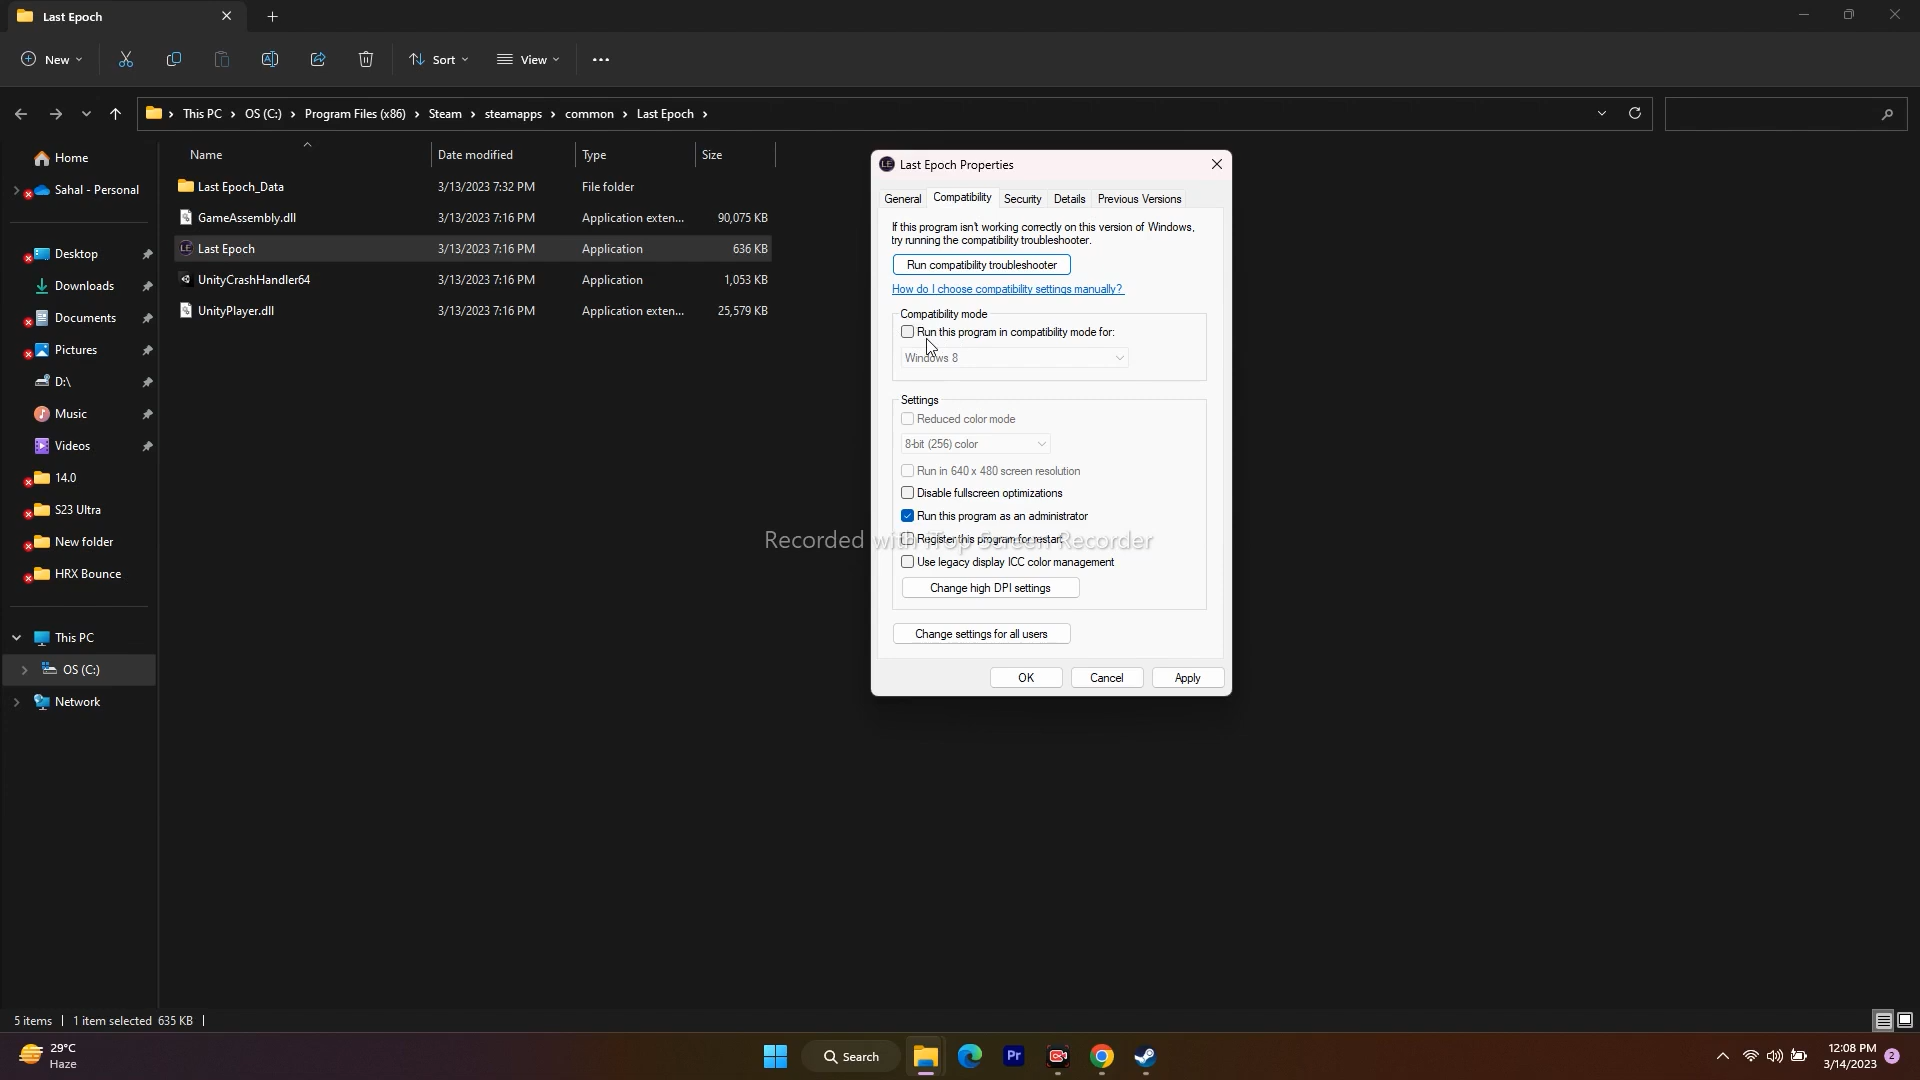 Last Epoch
New
Sort
View
This PC > OS (C:) > Program Files (x86) > Steam > steamapps > common > Last Epoch >
Home
Sahal - Personal
Desktop
Downloads
Documents
Pictures
D:\
Music
Videos
14.0
S23 Ultra
New folder
HRX Bounce
This PC
OS (C:)
Network
Name Date modified Type Size
Last Epoch_Data 3/13/2023 7:32 PM File folder
GameAssembly.dll 3/13/2023 7:16 PM Application exten... 90,075 KB
Last Epoch 3/13/2023 7:16 PM Application 636 KB
UnityCrashHandler64 3/13/2023 7:16 PM Application 1,053 KB
UnityPlayer.dll 3/13/2023 7:16 PM Application exten... 25,579 KB
LE Last Epoch Properties
General Compatibility Security Details Previous Versions
If this program isn't working correctly on this version of Windows,
try running the compatibility troubleshooter.
Run compatibility troubleshooter
How do I choose compatibility settings manually?
Compatibility mode
Run this program in compatibility mode for:
Windows 8
Settings
Reduced color mode
8-bit (256) color
Run in 640 x 480 screen resolution
Disable fullscreen optimizations
Run this program as an administrator
Register this program for restart
Use legacy display ICC color management
Change high DPI settings
Change settings for all users
OK Cancel Apply
Recorded with iTop Screen Recorder
5 items 1 item selected 635 KB
29°C
Haze
Search
Pr
12:08 PM
3/14/2023
2